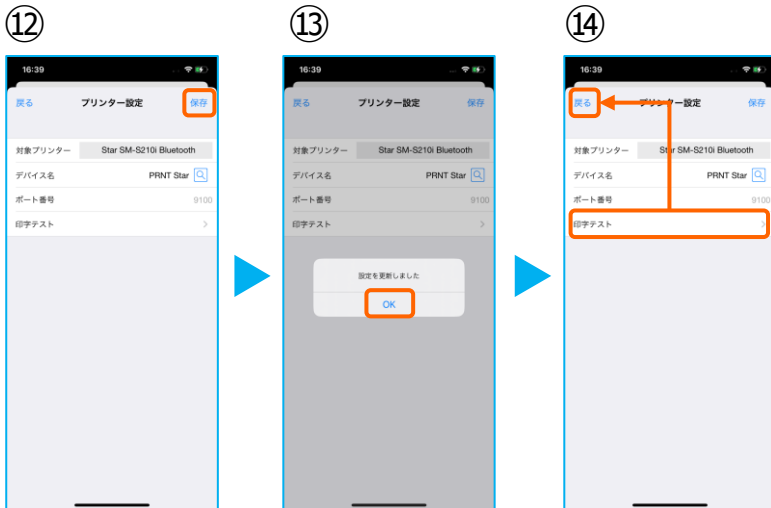 ⑫
16:39
戻る プリンター設定 保存
対象プリンター Star SM-S210i Bluetooth
デバイス名 PRNT Star
ポート番号 9100
印字テスト
⑬
16:39
戻る プリンター設定 保存
対象プリンター Star SM-S210i Bluetooth
デバイス名 PRNT Star
ポート番号 9100
印字テスト
設定を更新しました
OK
⑭
16:39
戻る プリンター設定 保存
対象プリンター Star SM-S210i Bluetooth
デバイス名 PRNT Star
ポート番号 9100
印字テスト